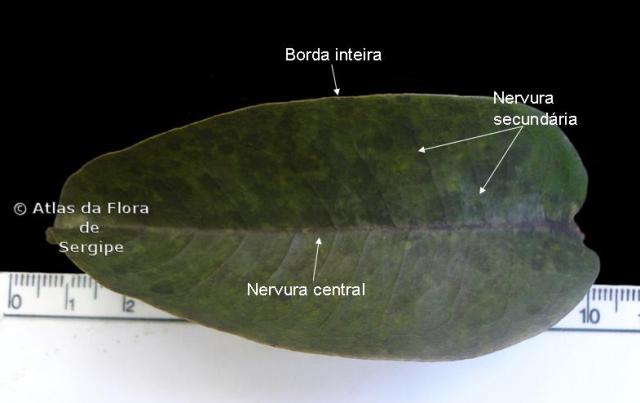 Borda inteira
Nervura
secundária
© Atlas da Flora
de
Sergipe
Nervura central
0 1 2 10